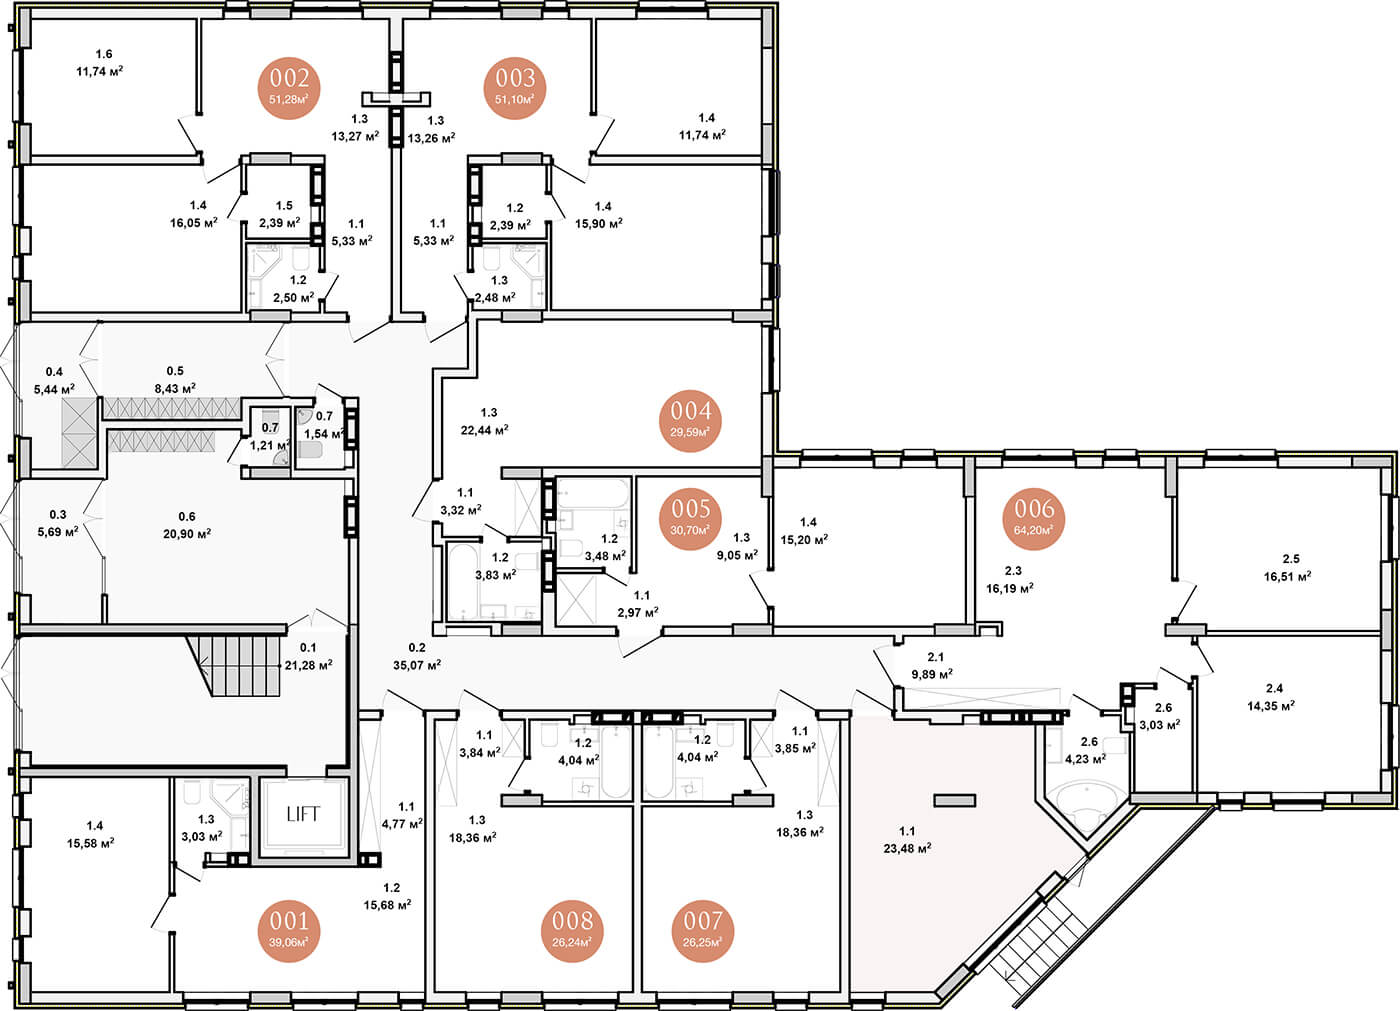 1.6
11,74 м²
002
51,28м²
1.3
13,27 м²
003
51,10м²
1.3
13,26 м²
1.4
11,74 м²
1.4
16,05 м²
1.5
2,39 м²
1.1
5,33 м²
1.1
5,33 м²
1.2
2,39 м²
1.4
15,90 м²
1.2
2,50 м²
1.3
2,48 м²
0.4
5,44 м²
0.5
8,43 м²
0.7
1,21 м²
0.7
1,54 м²
1.3
22,44 м²
004
29,59м²
0.3
5,69 м²
0.6
20,90 м²
1.1
3,32 м²
1.2
3,83 м²
1.2
3,48 м²
005
30,70м²
1.3
9,05 м²
1.4
15,20 м²
006
64,20м²
2.3
16,19 м²
2.5
16,51 м²
1.1
2,97 м²
0.1
21,28 м²
0.2
35,07 м²
2.1
9,89 м²
2.4
14,35 м²
2.6
3,03 м²
2.6
4,23 м²
1.1
3,84 м²
1.2
4,04 м²
1.2
4,04 м²
1.1
3,85 м²
1.4
15,58 м²
1.3
3,03 м²
LIFT
1.1
4,77 м²
1.3
18,36 м²
1.3
18,36 м²
1.1
23,48 м²
1.2
15,68 м²
001
39,06м²
008
26,24м²
007
26,25м²